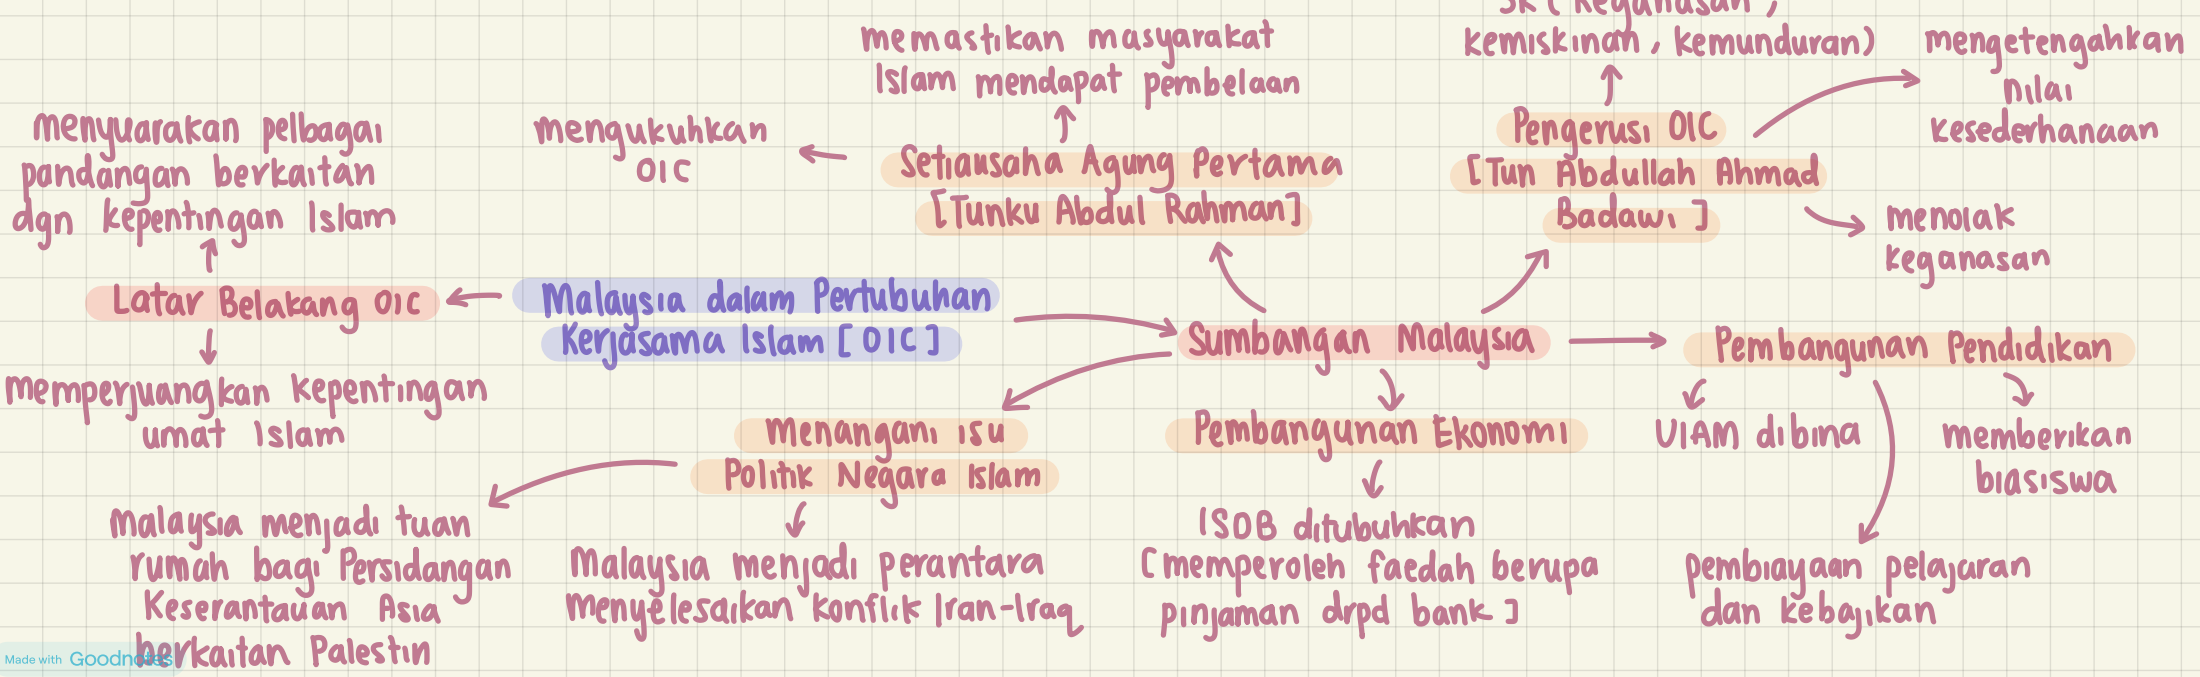 SK ( keganasan ,
kemiskinan , kemunduran )
mengetengahkan
nilai
kesederhanaan
memastikan masyarakat
Islam mendapat pembelaan
menyuarakan pelbagai
pandangan berkaitan
dgn kepentingan Islam
mengukuhkan
OIC
Setiausaha Agung Pertama
[Tunku Abdul Rahman]
Pengerusi OIC
[Tun Abdullah Ahmad
Badawi ]
menolak
keganasan
Latar Belakang OIC
Malaysia dalam Pertubuhan
Kerjasama Islam [ OIC ]
Sumbangan Malaysia
Pembangunan Pendidikan
memperjuangkan kepentingan
umat Islam
Menangani isu
Politik Negara Islam
Pembangunan Ekonomi
UIAM dibina
memberikan
biasiswa
Malaysia menjadi tuan
rumah bagi Persidangan
Keserantauan Asia
berkaitan Palestin
Malaysia menjadi perantara
menyelesaikan konflik Iran-Iraq
ISDB ditubuhkan
[memperoleh faedah berupa
pinjaman drpd bank ]
pembiayaan pelajaran
dan kebajikan
Made with Goodnotes